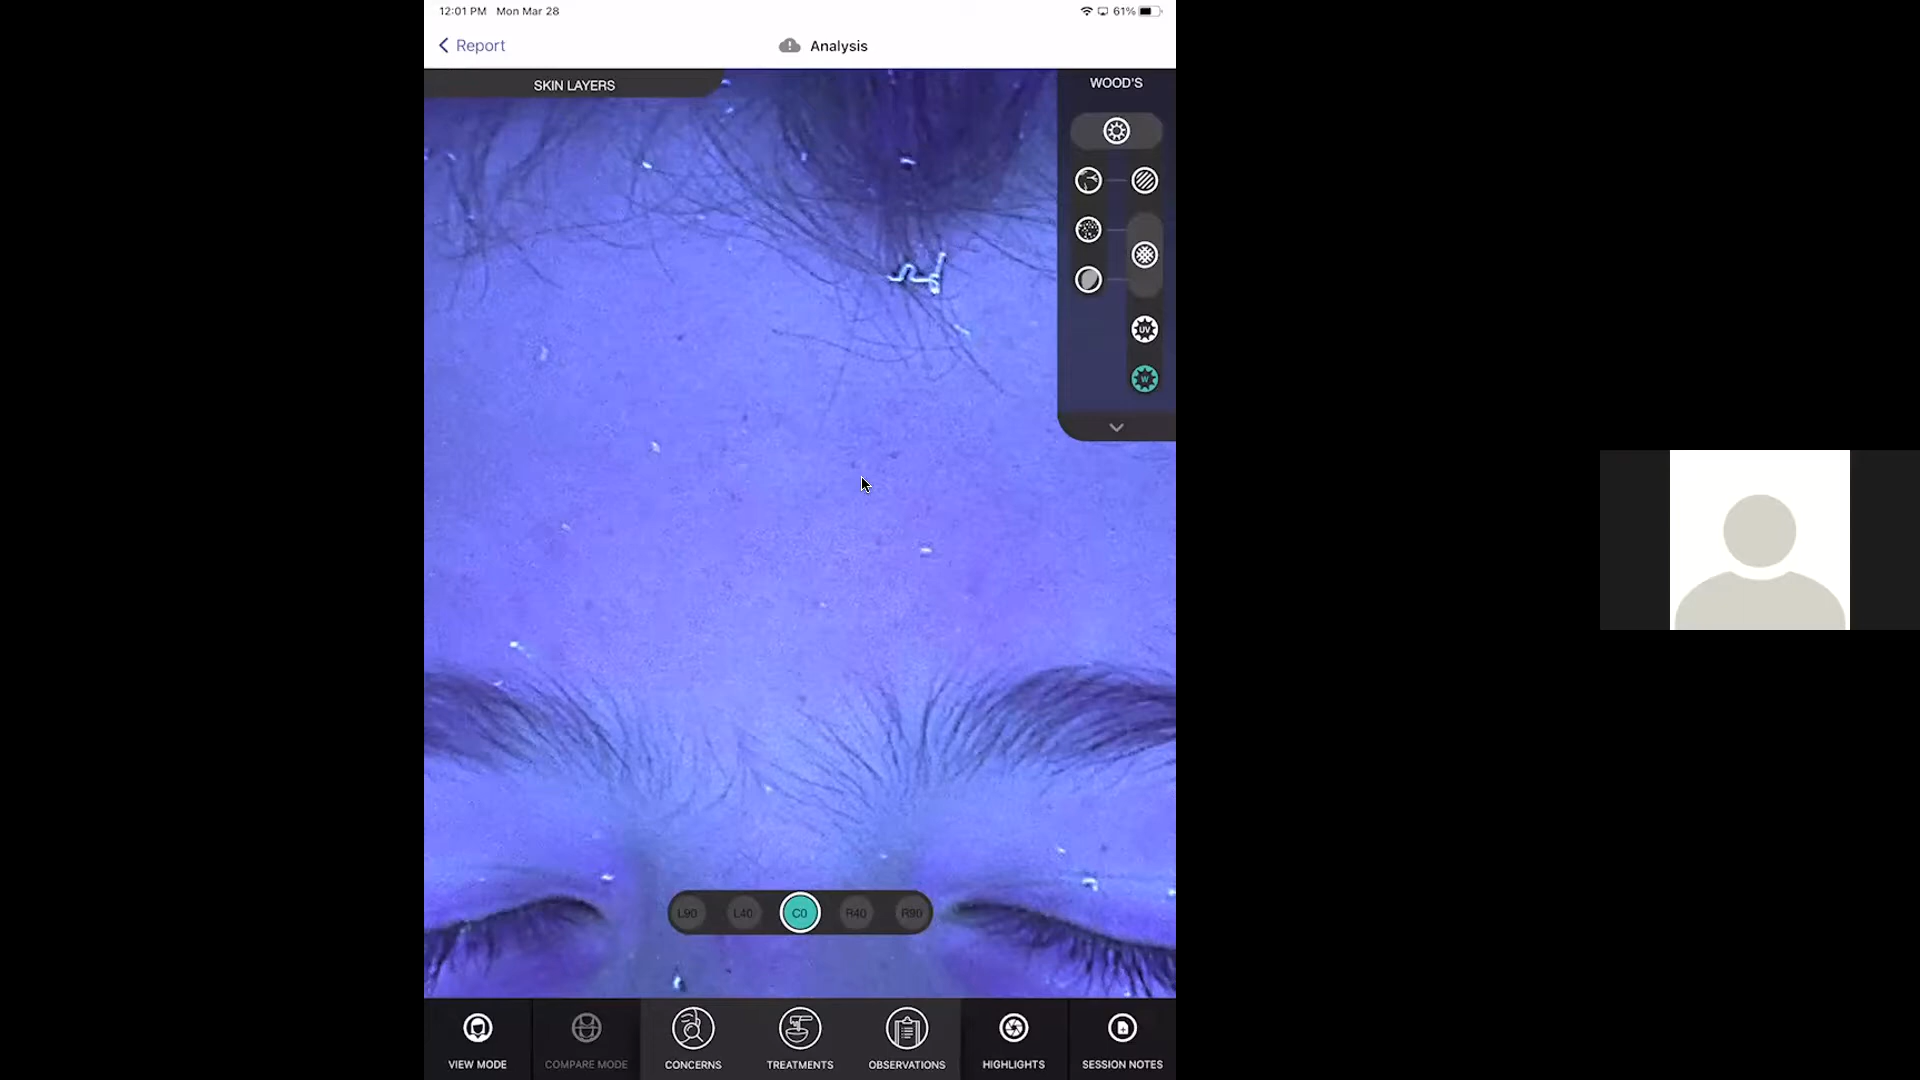 12:01 PM Mon Mar 28
61%
Report
Analysis
SKIN LAYERS
WOOD'S
UV
W
L90 L40 C0 R40 R90
VIEW MODE
COMPARE MODE
CONCERNS
TREATMENTS
OBSERVATIONS
HIGHLIGHTS
SESSION NOTES